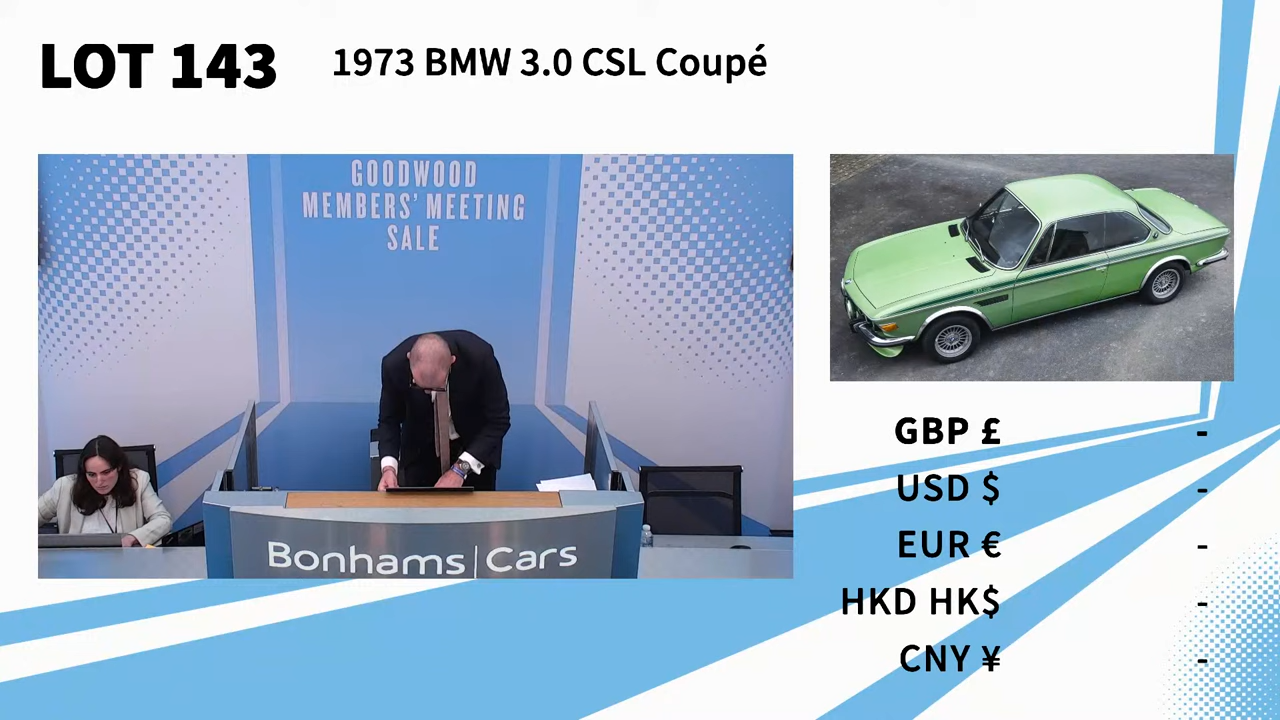 LOT 143
1973 BMW 3.0 CSL Coupé
GOODWOOD
MEMBERS' MEETING
SALE
Bonhams|Cars
GBP £ -
USD $ -
EUR € -
HKD HK$ -
CNY ¥ -